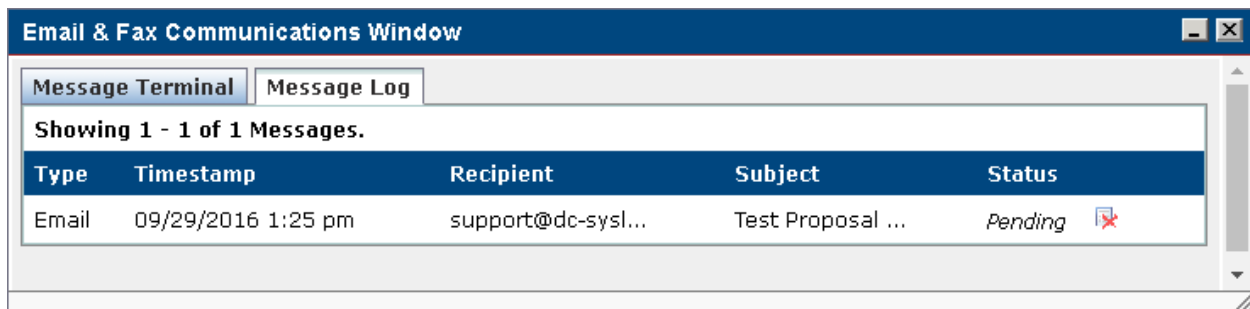 Email & Fax Communications Window
Message Terminal Message Log
Showing 1 - 1 of 1 Messages.
Type Timestamp Recipient Subject Status
Email 09/29/2016 1:25 pm support@dc-sysl... Test Proposal ... Pending